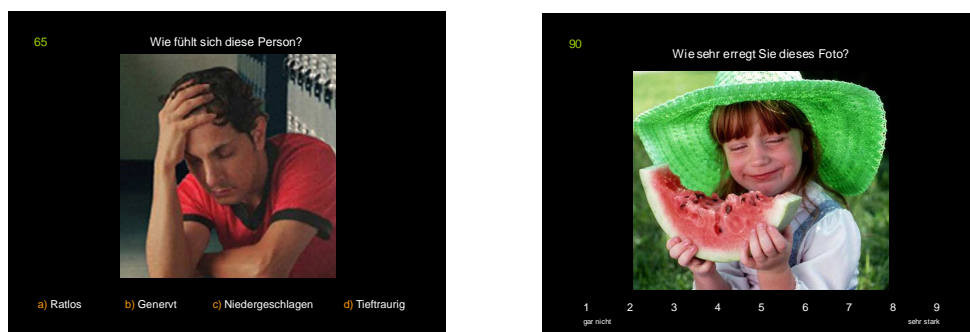 65
Wie fühlt sich diese Person?
a) Ratlos b) Genervt c) Niedergeschlagen d) Tieftraurig
90
Wie sehr erregt Sie dieses Foto?
1 2 3 4 5 6 7 8 9
gar nicht sehr stark